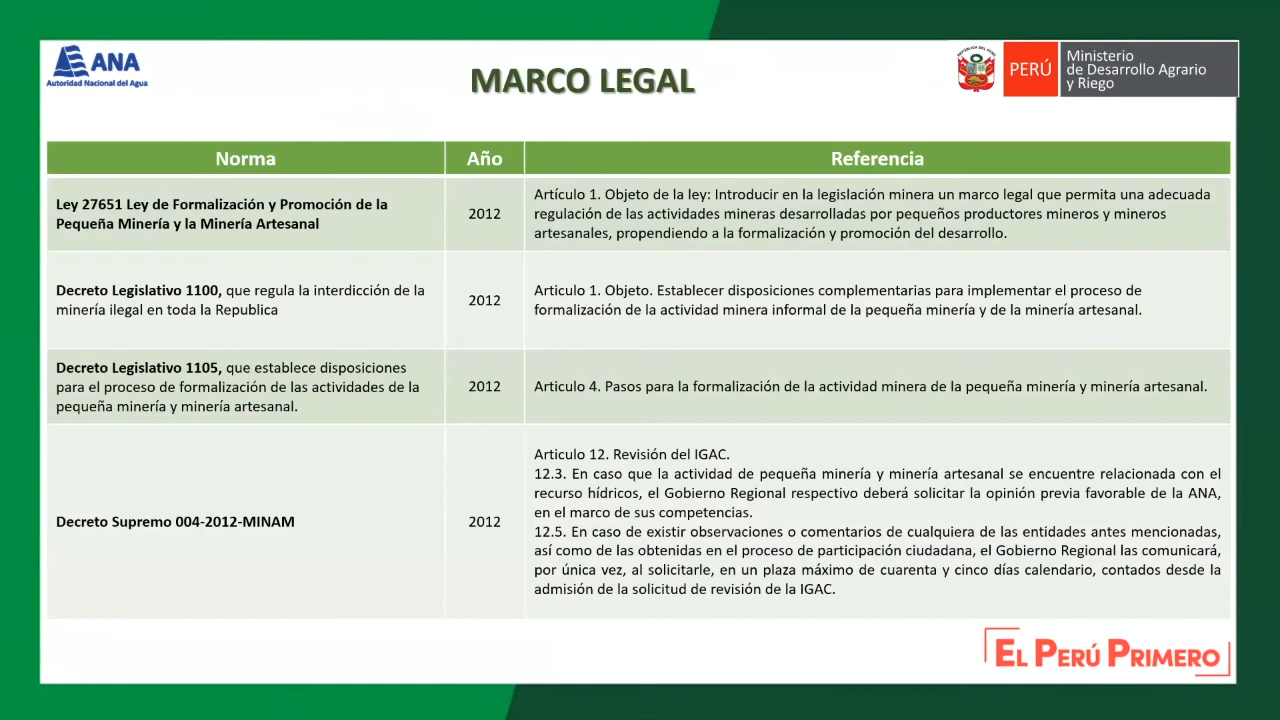 ANA
Autoridad Nacional del Agua
MARCO LEGAL
REPÚBLICA DEL PERÚ
PERÚ
Ministerio
de Desarrollo Agrario
y Riego
Norma
Año
Referencia
Ley 27651 Ley de Formalización y Promoción de la
Pequeña Minería y la Minería Artesanal
2012
Artículo 1. Objeto de la ley: Introducir en la legislación minera un marco legal que permita una adecuada
regulación de las actividades mineras desarrolladas por pequeños productores mineros y mineros
artesanales, propendiendo a la formalización y promoción del desarrollo.
Decreto Legislativo 1100, que regula la interdicción de la
minería ilegal en toda la Republica
2012
Articulo 1. Objeto. Establecer disposiciones complementarias para implementar el proceso de
formalización de la actividad minera informal de la pequeña minería y de la minería artesanal.
Decreto Legislativo 1105, que establece disposiciones
para el proceso de formalización de las actividades de la
pequeña minería y minería artesanal.
2012
Articulo 4. Pasos para la formalización de la actividad minera de la pequeña minería y minería artesanal.
Decreto Supremo 004-2012-MINAM
2012
Articulo 12. Revisión del IGAC.
12.3. En caso que la actividad de pequeña minería y minería artesanal se encuentre relacionada con el
recurso hídricos, el Gobierno Regional respectivo deberá solicitar la opinión previa favorable de la ANA,
en el marco de sus competencias.
12.5. En caso de existir observaciones o comentarios de cualquiera de las entidades antes mencionadas,
así como de las obtenidas en el proceso de participación ciudadana, el Gobierno Regional las comunicará,
por única vez, al solicitarle, en un plaza máximo de cuarenta y cinco días calendario, contados desde la
admisión de la solicitud de revisión de la IGAC.
EL PERÚ PRIMERO